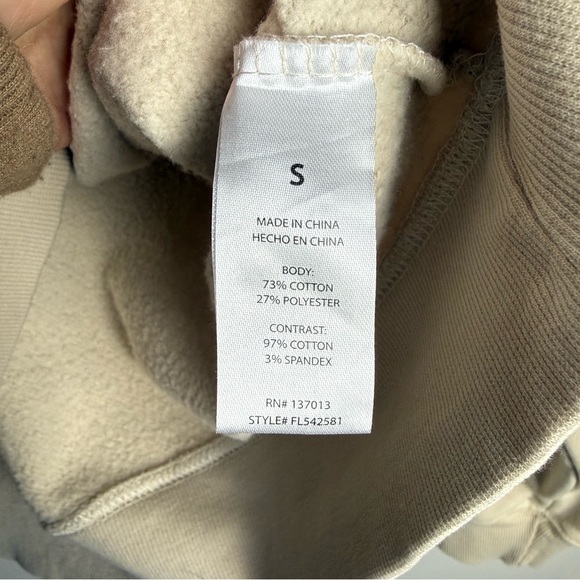 S
MADE IN CHINA
HECHO EN CHINA
BODY:
73% COTTON
27% POLYESTER
CONTRAST:
97% COTTON
3% SPANDEX
RN# 137013
STYLE# FL542581